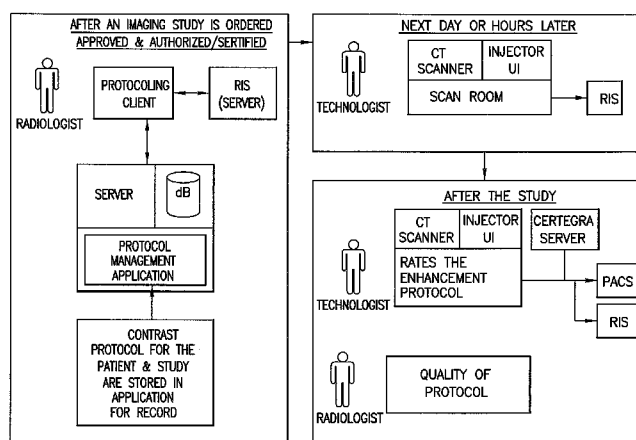 AFTER AN IMAGING STUDY IS ORDERED
APPROVED & AUTHORIZED/SERTIFIED
RADIOLOGIST
PROTOCOLING
CLIENT
RIS
(SERVER)
SERVER
dB
PROTOCOL
MANAGEMENT
APPLICATION
CONTRAST
PROTOCOL FOR THE
PATIENT & STUDY
ARE STORED IN
APPLICATION
FOR RECORD
NEXT DAY OR HOURS LATER
TECHNOLOGIST
CT
SCANNER
INJECTOR
UI
SCAN ROOM
RIS
AFTER THE STUDY
TECHNOLOGIST
CT
SCANNER
INJECTOR
UI
CERTEGRA
SERVER
RATES THE
ENHANCEMENT
PROTOCOL
PACS
RIS
RADIOLOGIST
QUALITY OF
PROTOCOL